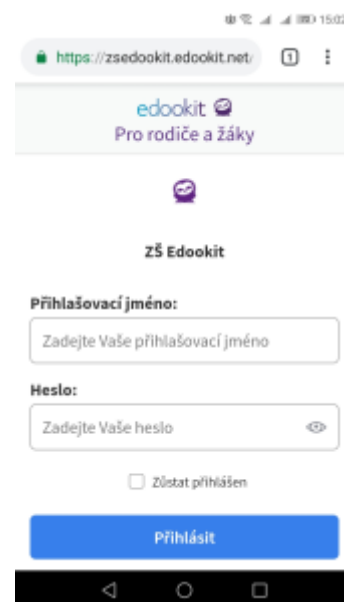 15:02
https://zsedookit.edookit.net/
1
edookit
Pro rodiče a žáky
ZŠ Edookit
Přihlašovací jméno:
Zadejte Vaše přihlašovací jméno
Heslo:
Zadejte Vaše heslo
Zůstat přihlášen
Přihlásit